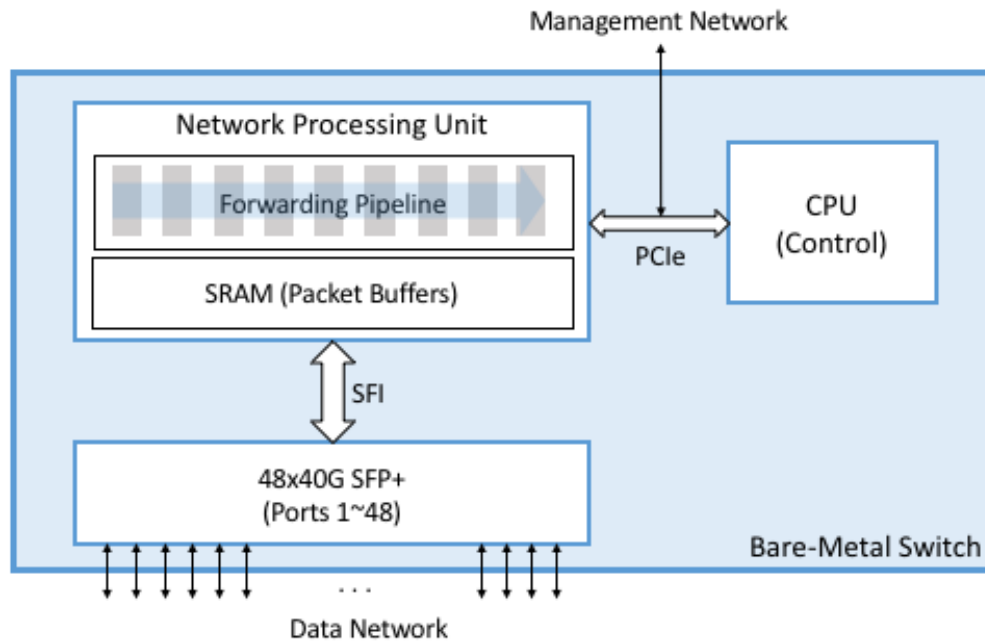 Management Network
Network Processing Unit
Forwarding Pipeline
SRAM (Packet Buffers)
PCIe
CPU
(Control)
SFI
48x40G SFP+
(Ports 1~48)
Bare-Metal Switch
. . .
Data Network